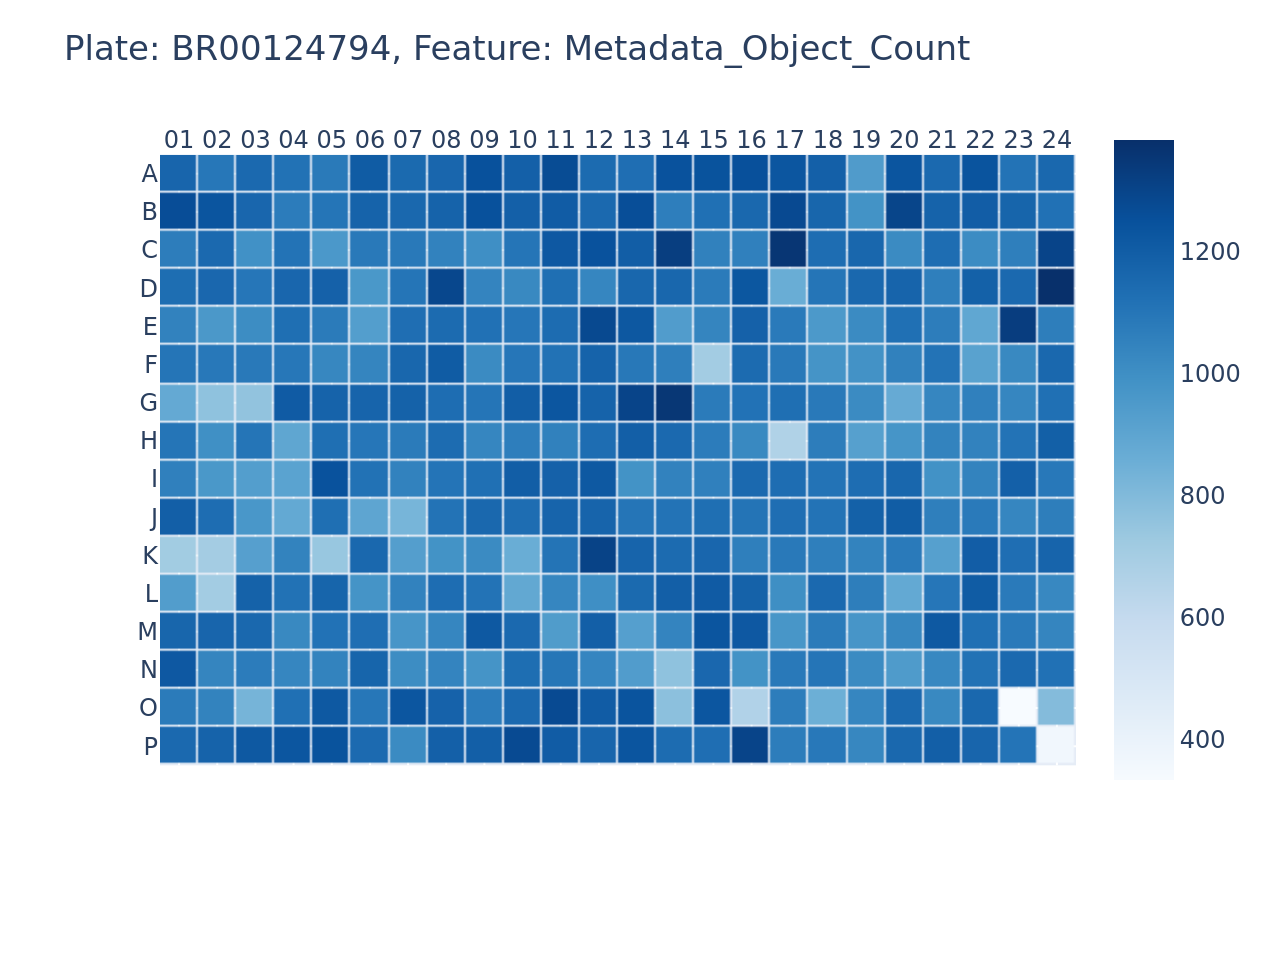 Plate: BR00124794, Feature: Metadata_Object_Count
01 02 03 04 05 06 07 08 09 10 11 12 13 14 15 16 17 18 19 20 21 22 23 24
A
B
C
D
E
F
G
H
I
J
K
L
M
N
O
P
1200
1000
800
600
400